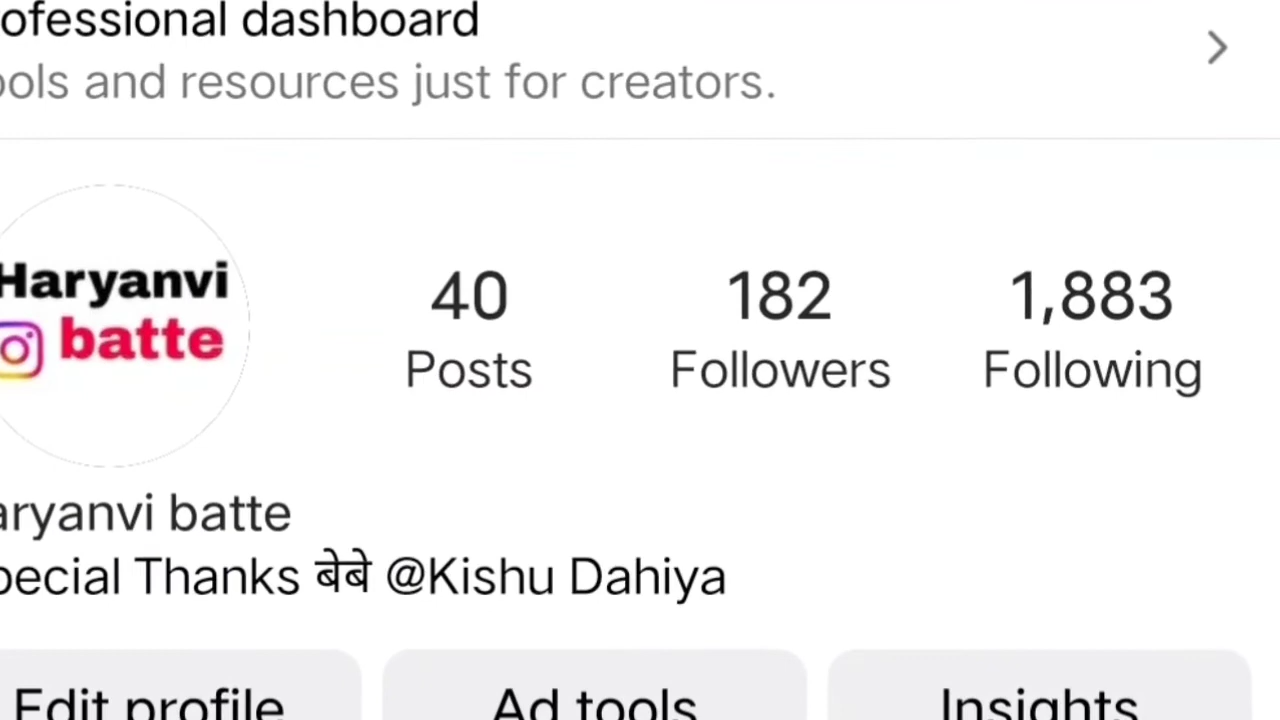 ofessional dashboard
ools and resources just for creators.
Haryanvi
batte
40 182 1,883
Posts Followers Following
aryanvi batte
pecial Thanks बेबे @Kishu Dahiya
Edit profile Ad tools Insights